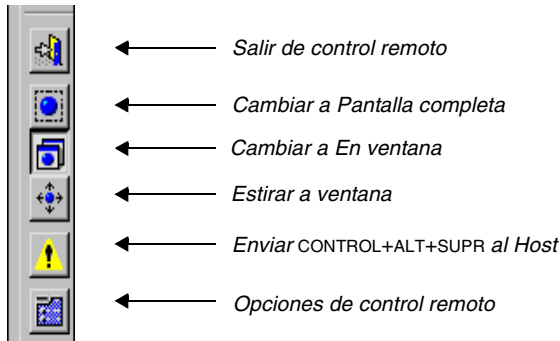 Salir de control remoto
Cambiar a Pantalla completa
Cambiar a En ventana
Estirar a ventana
Enviar CONTROL+ALT+SUPR al Host
Opciones de control remoto